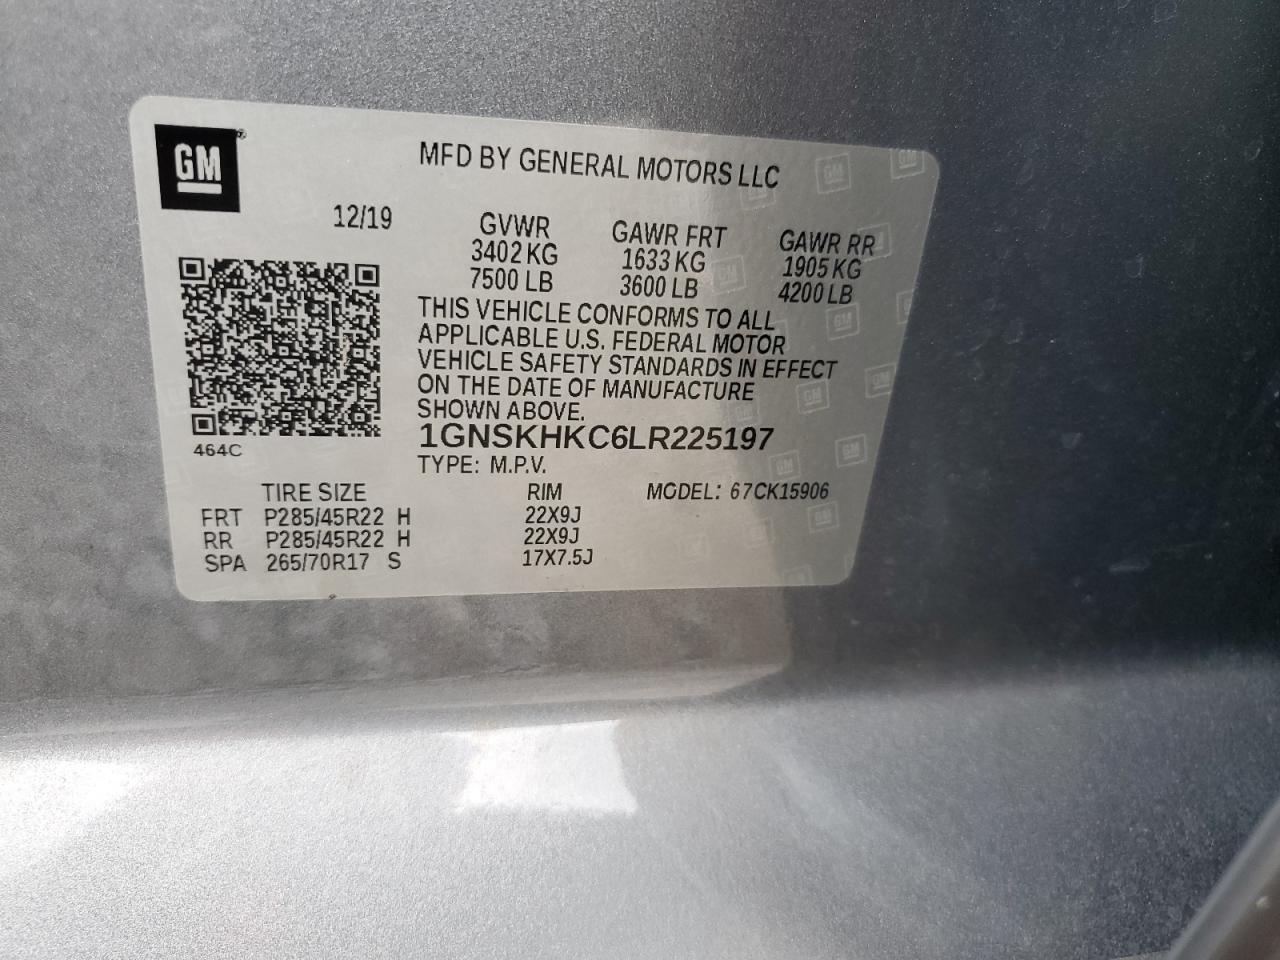 GM
MFD BY GENERAL MOTORS LLC
12/19
GVWR GAWR FRT GAWR RR
3402 KG 1633 KG 1905 KG
7500 LB 3600 LB 4200 LB
THIS VEHICLE CONFORMS TO ALL
APPLICABLE U.S. FEDERAL MOTOR
VEHICLE SAFETY STANDARDS IN EFFECT
ON THE DATE OF MANUFACTURE
SHOWN ABOVE.
464C
1GNSKHKC6LR225197
TYPE: M.P.V.
TIRE SIZE RIM MODEL: 67CK15906
FRT P285/45R22 H 22X9J
RR P285/45R22 H 22X9J
SPA 265/70R17 S 17X7.5J